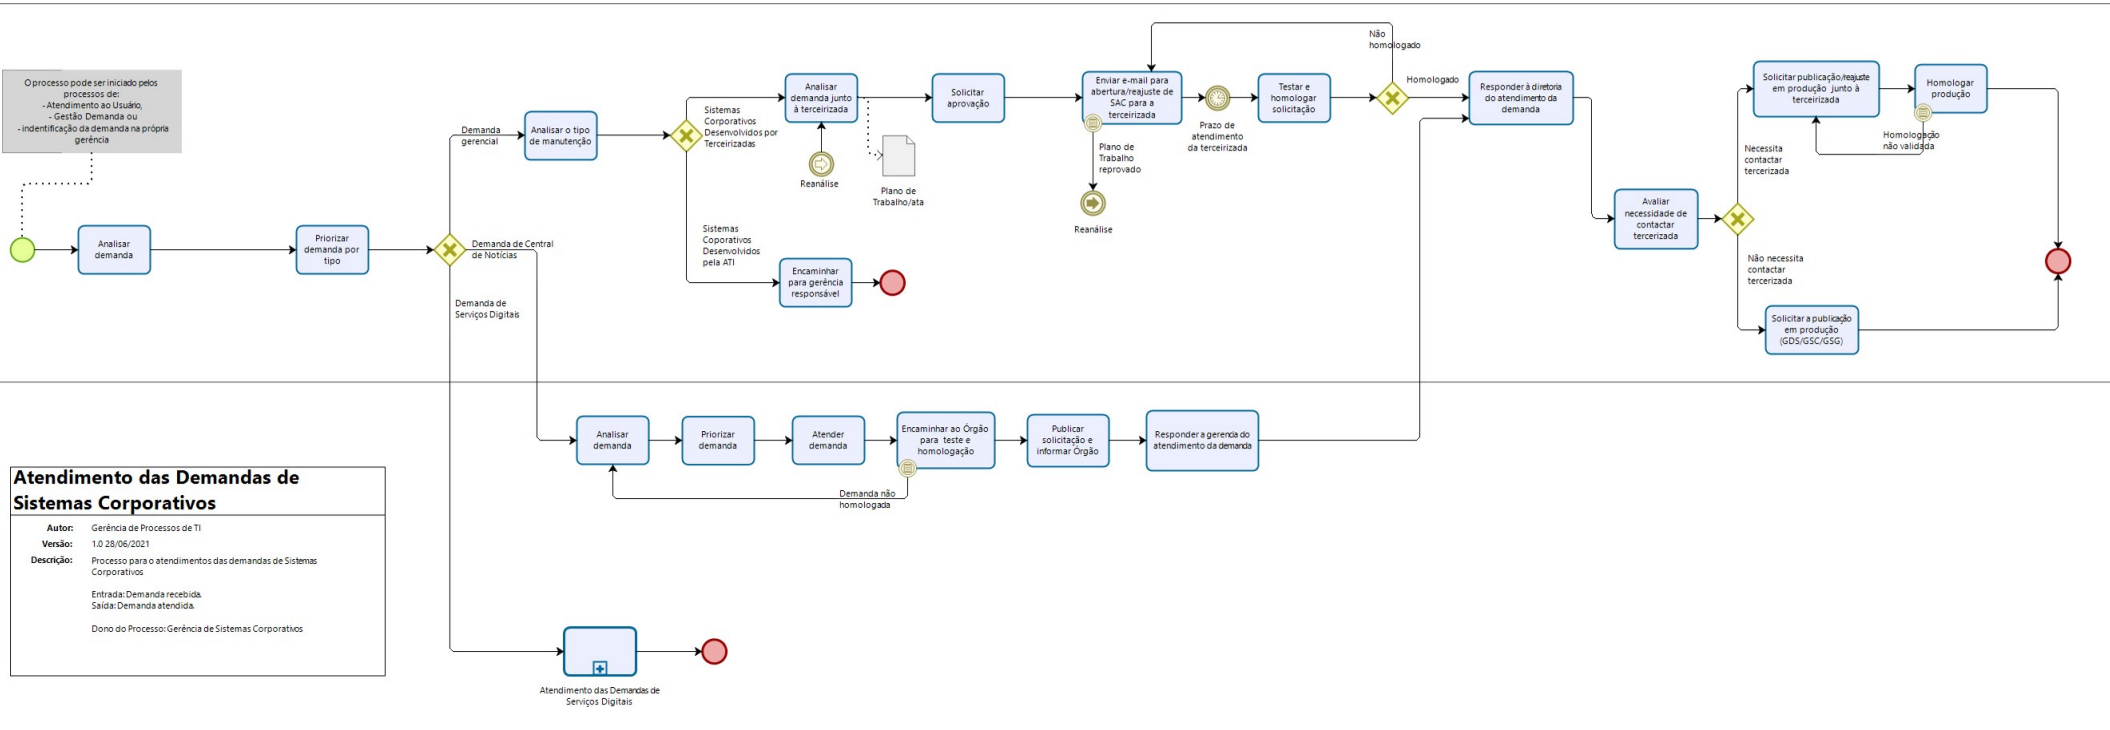 O processo pode ser iniciado pelos
processos de:
- Atendimento ao Usuário,
- Gestão Demanda ou
- indentificação da demanda na própria
gerência
Analisar
demanda
Priorizar
demanda por
tipo
Demanda
gerencial
Demanda de Central
de Notícias
Demanda de
Serviços Digitais
Analisar o tipo
de manutenção
Sistemas
Corporativos
Desenvolvidos por
Terceirizadas
Sistemas
Coporativos
Desenvolvidos
pela ATI
Analisar
demanda junto
à terceirizada
Reanálise
Plano de
Trabalho/ata
Encaminhar
para gerência
responsável
Solicitar
aprovação
Enviar e-mail para
abertura/reajuste de
SAC para a
terceirizada
Plano de
Trabalho
reprovado
Reanálise
Prazo de
atendimento
da terceirizada
Testar e
homologar
solicitação
Não
homologado
Homologado
Responder à diretoria
do atendimento da
demanda
Avaliar
necessidade de
contactar
tercerizada
Necessita
contactar
tercerizada
Não necessita
contactar
tercerizada
Solicitar publicação/reajuste
em produção junto à
terceirizada
Homologar
produção
Homologação
não validada
Solicitar a publicação
em produção
(GDS/GSC/GSG)
Analisar
demanda
Priorizar
demanda
Atender
demanda
Encaminhar ao Órgão
para teste e
homologação
Demanda não
homologada
Publicar
solicitação e
informar Órgão
Responder a gerencia do
atendimento da demanda
Atendimento das Demandas de
Serviços Digitais
Atendimento das Demandas de
Sistemas Corporativos
Autor: Gerência de Processos de TI
Versão: 1.0 28/06/2021
Descrição: Processo para o atendimentos das demandas de Sistemas
Corporativos
Entrada: Demanda recebida.
Saída: Demanda atendida.
Dono do Processo: Gerência de Sistemas Corporativos